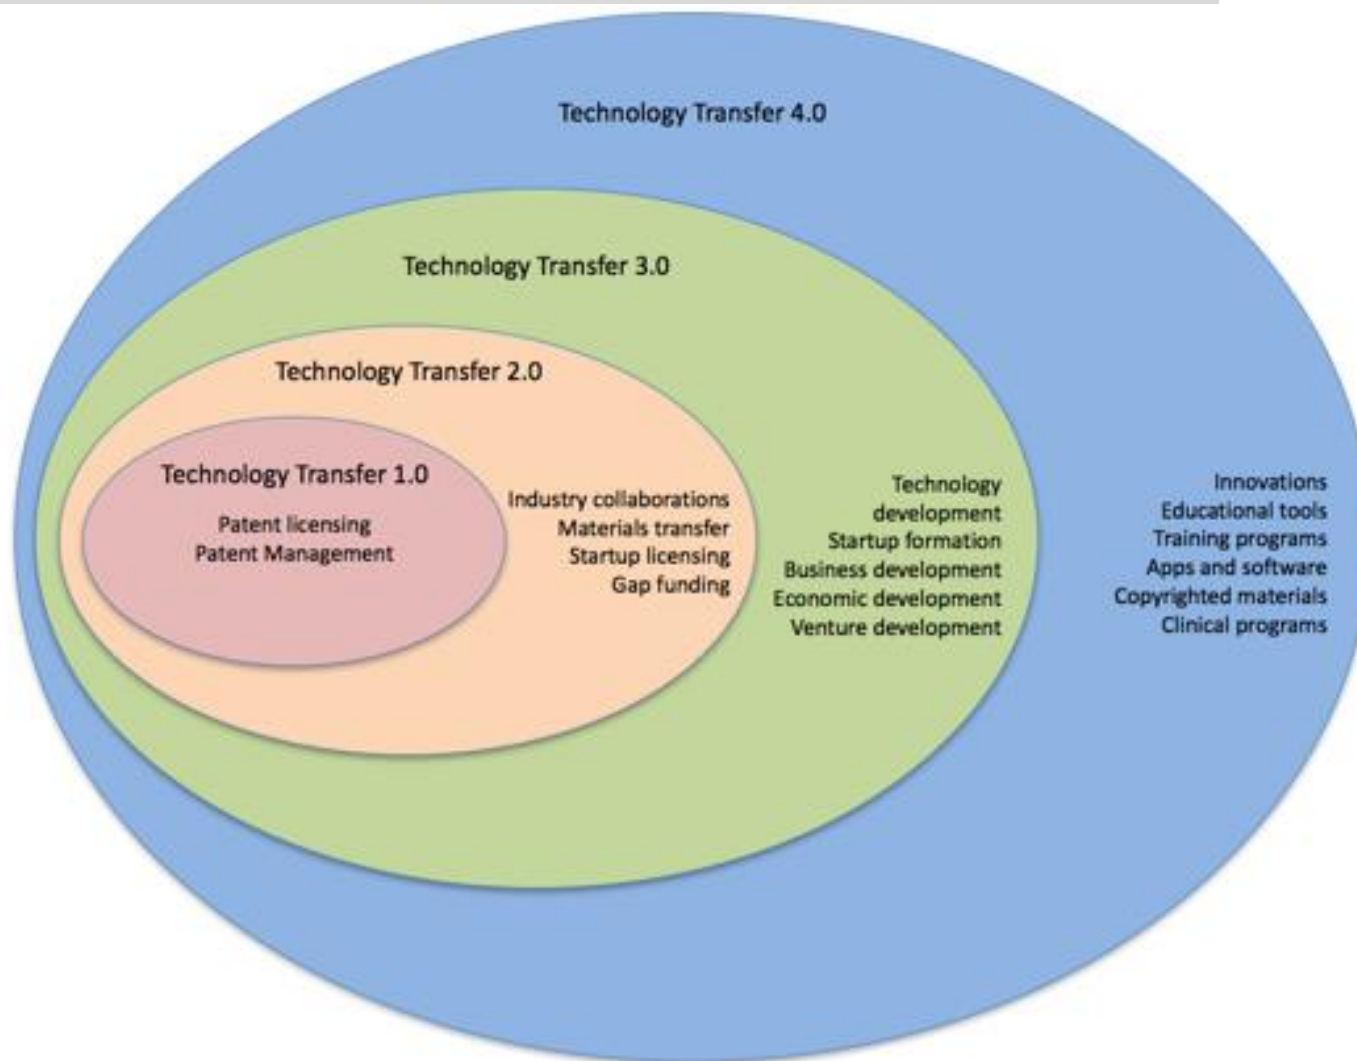 Technology Transfer 4.0
Technology Transfer 3.0
Technology Transfer 2.0
Technology Transfer 1.0
Patent licensing
Patent Management
Industry collaborations
Materials transfer
Startup licensing
Gap funding
Technology
development
Startup formation
Business development
Economic development
Venture development
Innovations
Educational tools
Training programs
Apps and software
Copyrighted materials
Clinical programs